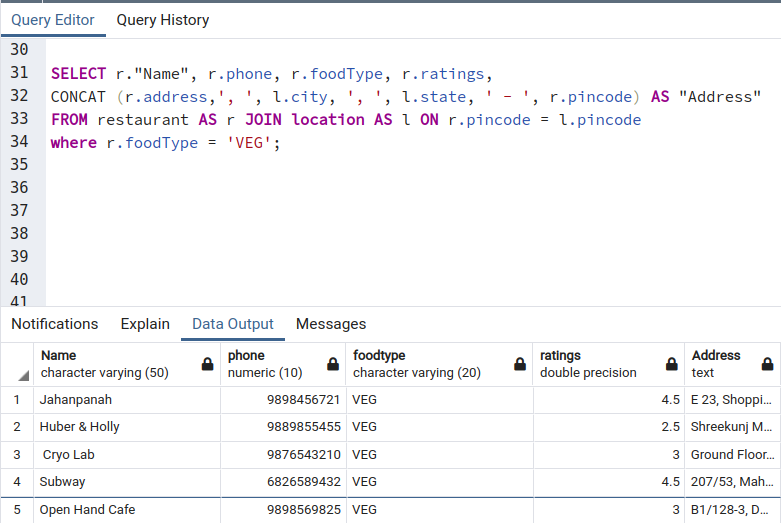 Query Editor Query History
30
31 SELECT r."Name", r.phone, r.foodType, r.ratings,
32 CONCAT (r.address,', ', l.city, ', ', l.state, ' - ', r.pincode) AS "Address"
33 FROM restaurant AS r JOIN location AS l ON r.pincode = l.pincode
34 where r.foodType = 'VEG';
35
36
37
38
39
40
41
Notifications Explain Data Output Messages
Name phone foodtype ratings Address
character varying (50) numeric (10) character varying (20) double precision text
1 Jahanpanah 9898456721 VEG 4.5 E 23, Shoppi...
2 Huber & Holly 9889855455 VEG 2.5 Shreekunj M...
3 Cryo Lab 9876543210 VEG 3 Ground Floor...
4 Subway 6826589432 VEG 4.5 207/53, Mah...
5 Open Hand Cafe 9898569825 VEG 3 B1/128-3, D...